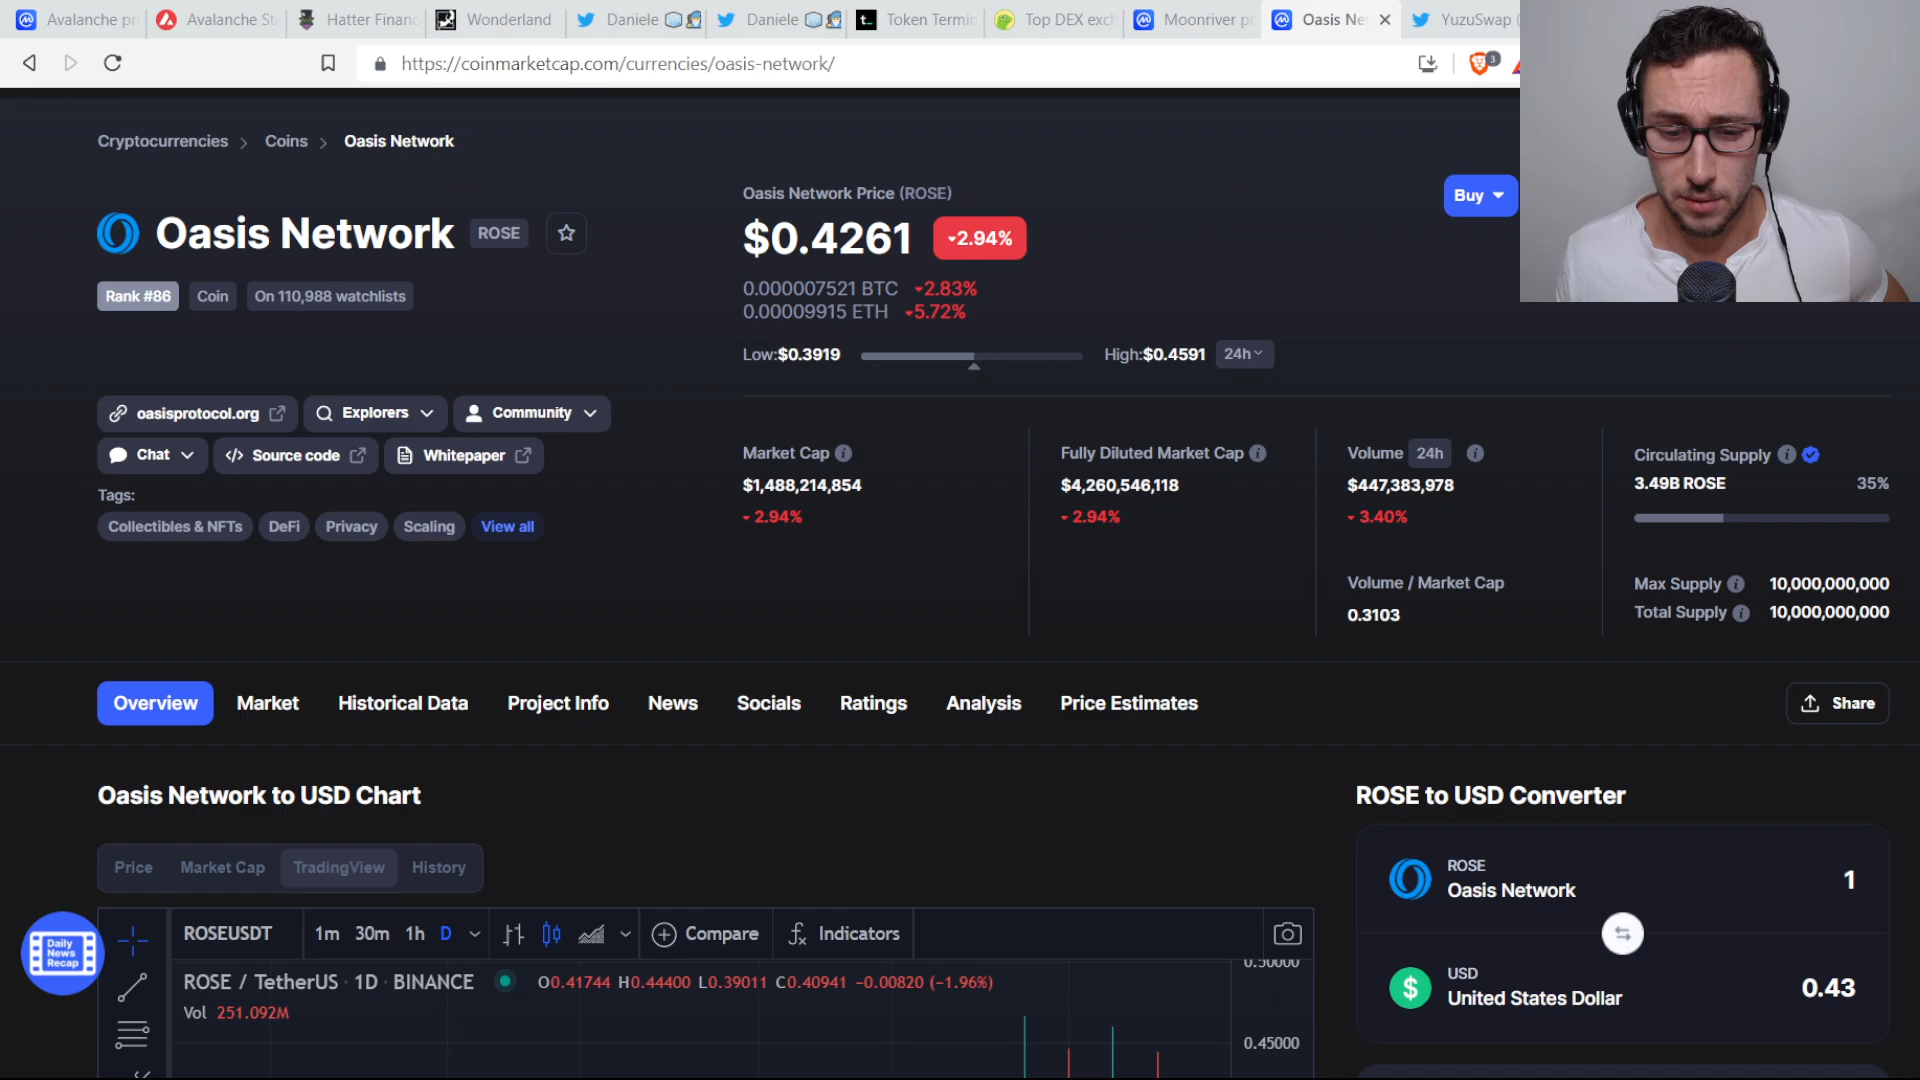 Avalanche pri
Avalanche Sta
Hatter Financ
Wonderland
Daniele
Daniele
Token Termin
Top DEX exch
Moonriver pr
Oasis Ne
YuzuSwap (
https://coinmarketcap.com/currencies/oasis-network/
3
Cryptocurrencies > Coins > Oasis Network
Oasis Network ROSE
Rank #86 Coin On 110,988 watchlists
oasisprotocol.org Explorers Community
Chat Source code Whitepaper
Tags:
Collectibles & NFTs DeFi Privacy Scaling View all
Oasis Network Price (ROSE)
$0.4261 2.94%
0.000007521 BTC 2.83%
0.00009915 ETH 5.72%
Low:$0.3919 High:$0.4591 24h
Buy
Market Cap
$1,488,214,854
2.94%
Fully Diluted Market Cap
$4,260,546,118
2.94%
Volume 24h
$447,383,978
3.40%
Volume / Market Cap
0.3103
Circulating Supply
3.49B ROSE 35%
Max Supply 10,000,000,000
Total Supply 10,000,000,000
Overview Market Historical Data Project Info News Socials Ratings Analysis Price Estimates Share
Oasis Network to USD Chart
Price Market Cap TradingView History
ROSEUSDT 1m 30m 1h D Compare Indicators
ROSE / TetherUS · 1D · BINANCE O0.41744 H0.44400 L0.39011 C0.40941 −0.00820 (−1.96%)
Vol 251.092M
0.50000
0.45000
Daily
News
Recap
ROSE to USD Converter
ROSE
Oasis Network 1
USD
United States Dollar 0.43